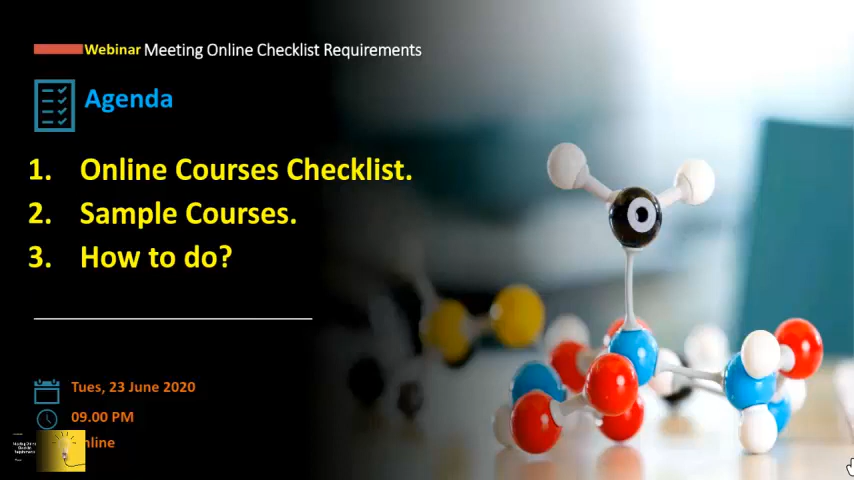 Webinar Meeting Online Checklist Requirements
Agenda
1. Online Courses Checklist.
2. Sample Courses.
3. How to do?
Tues, 23 June 2020
09.00 PM
nline